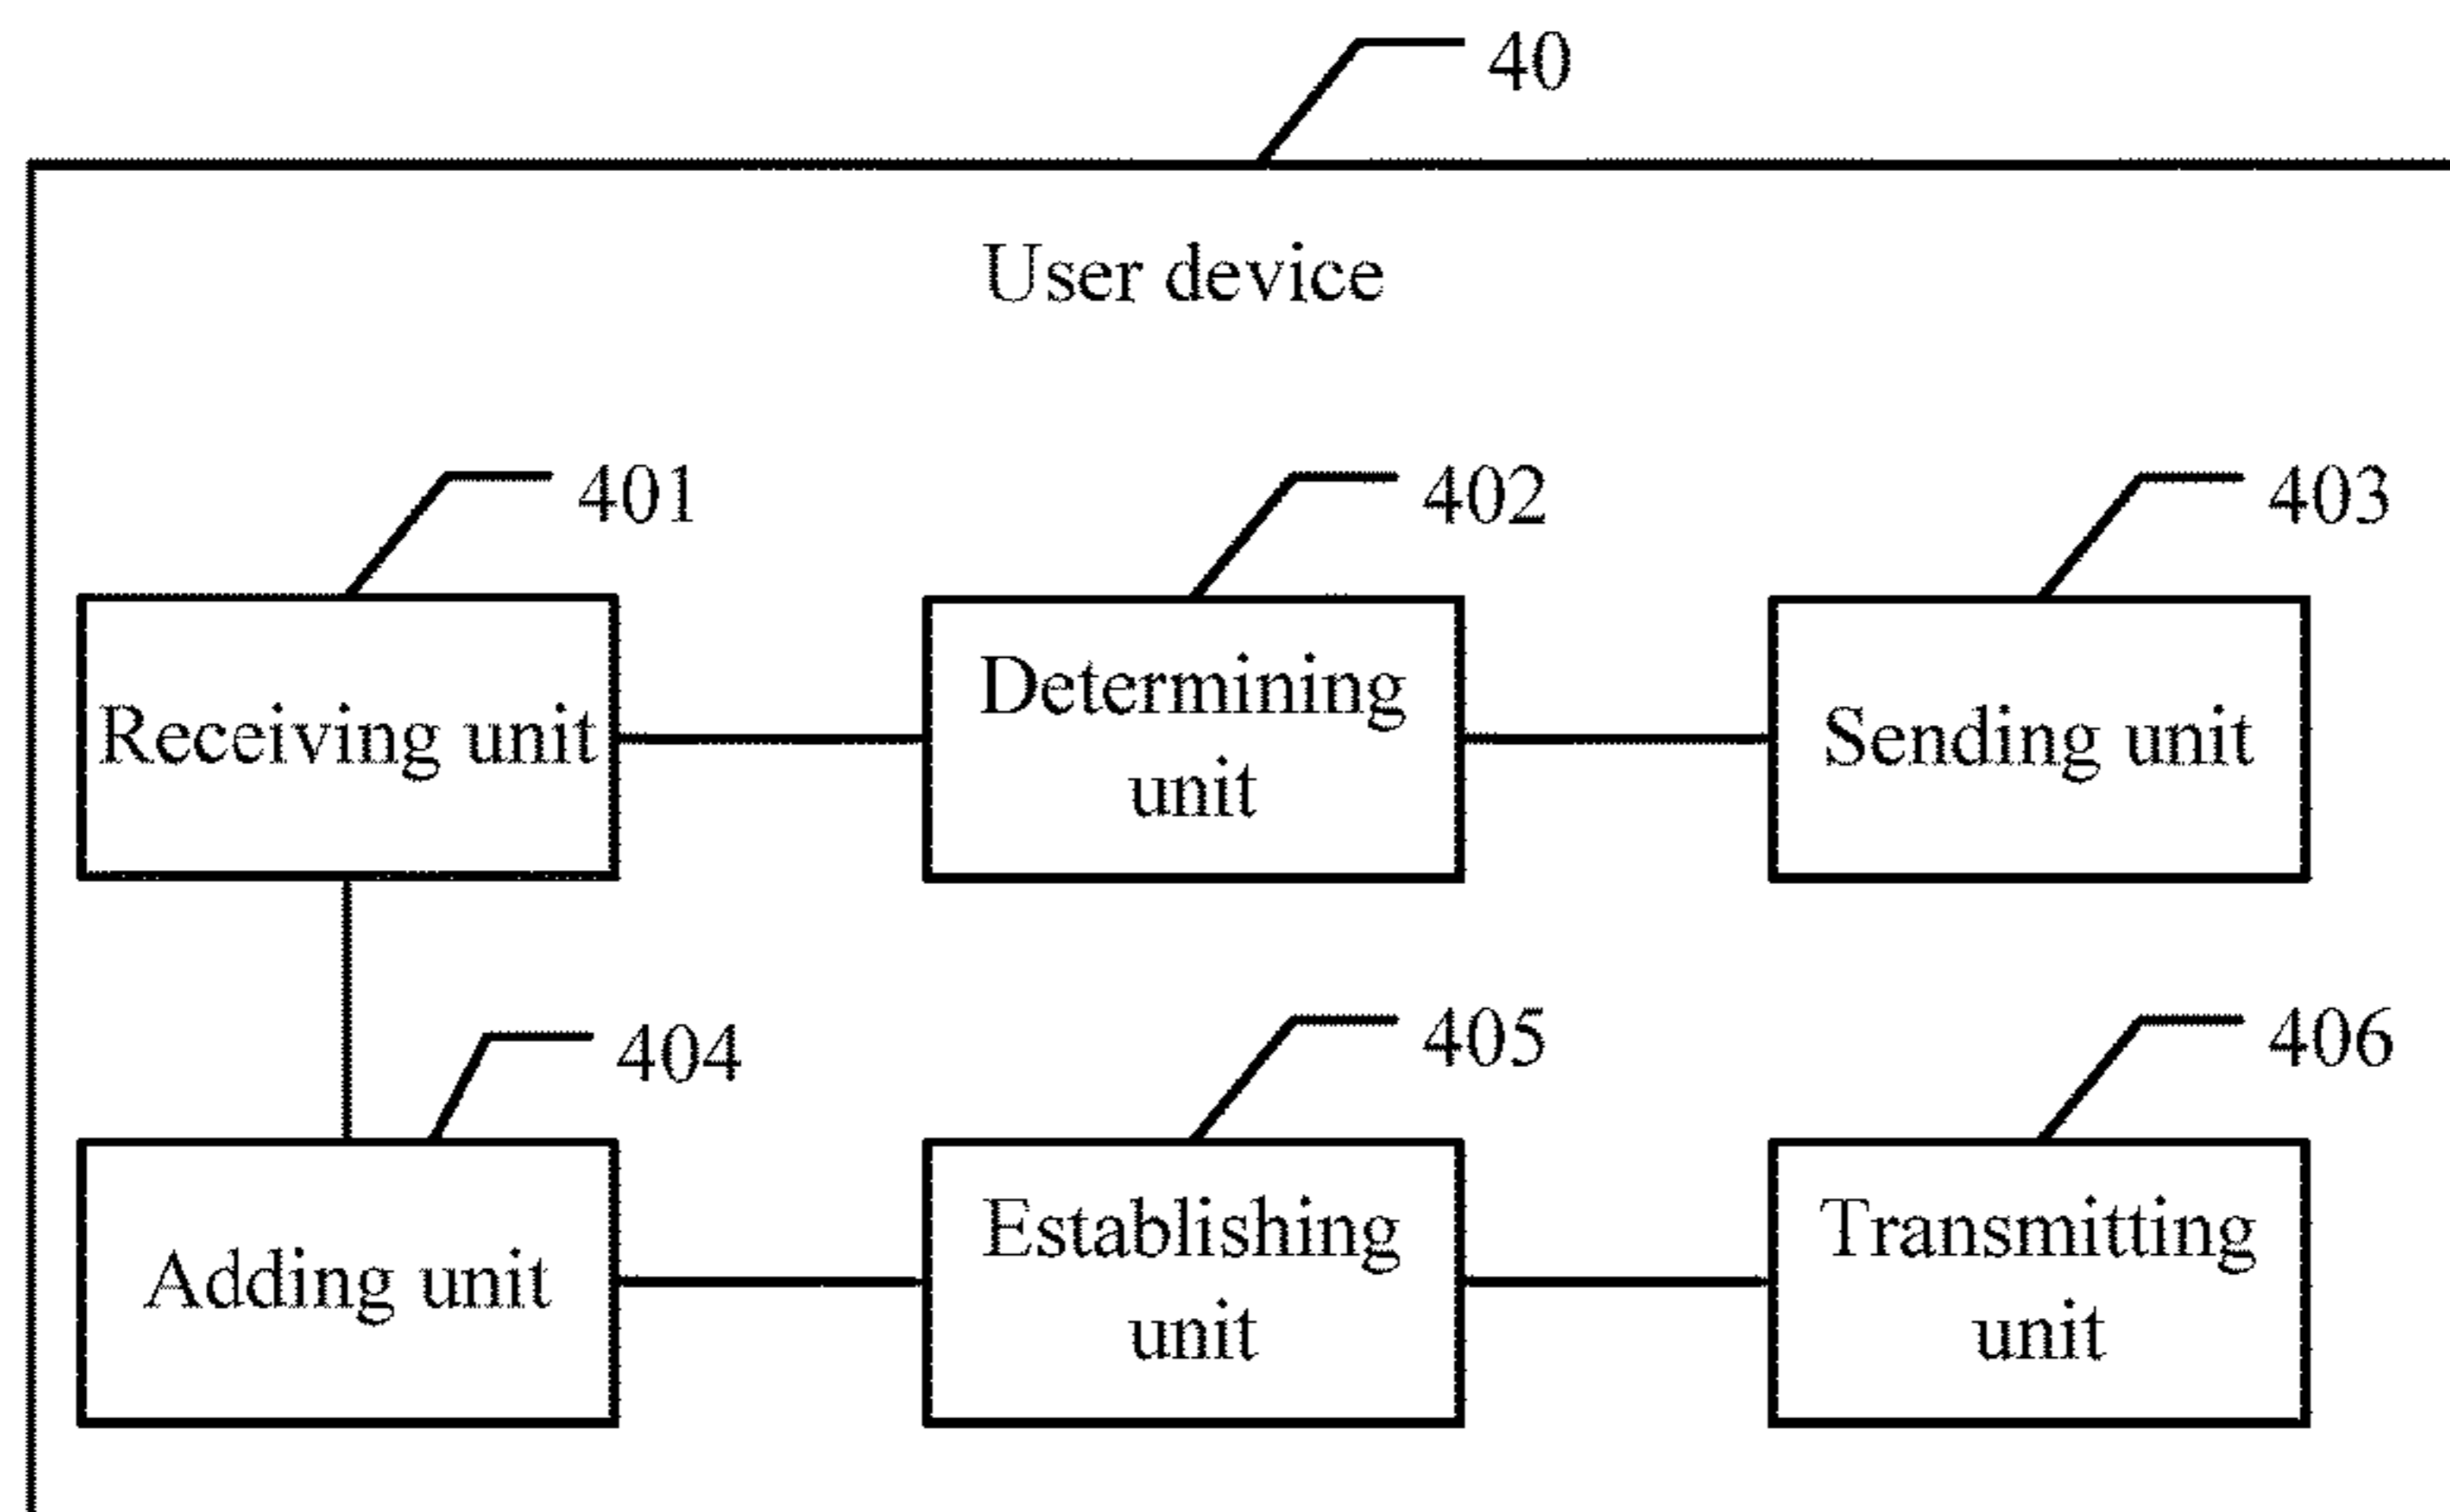 40
User device
401
402
403
Receiving unit
Determining
unit
Sending unit
404
405
406
Adding unit
Establishing
unit
Transmitting
unit